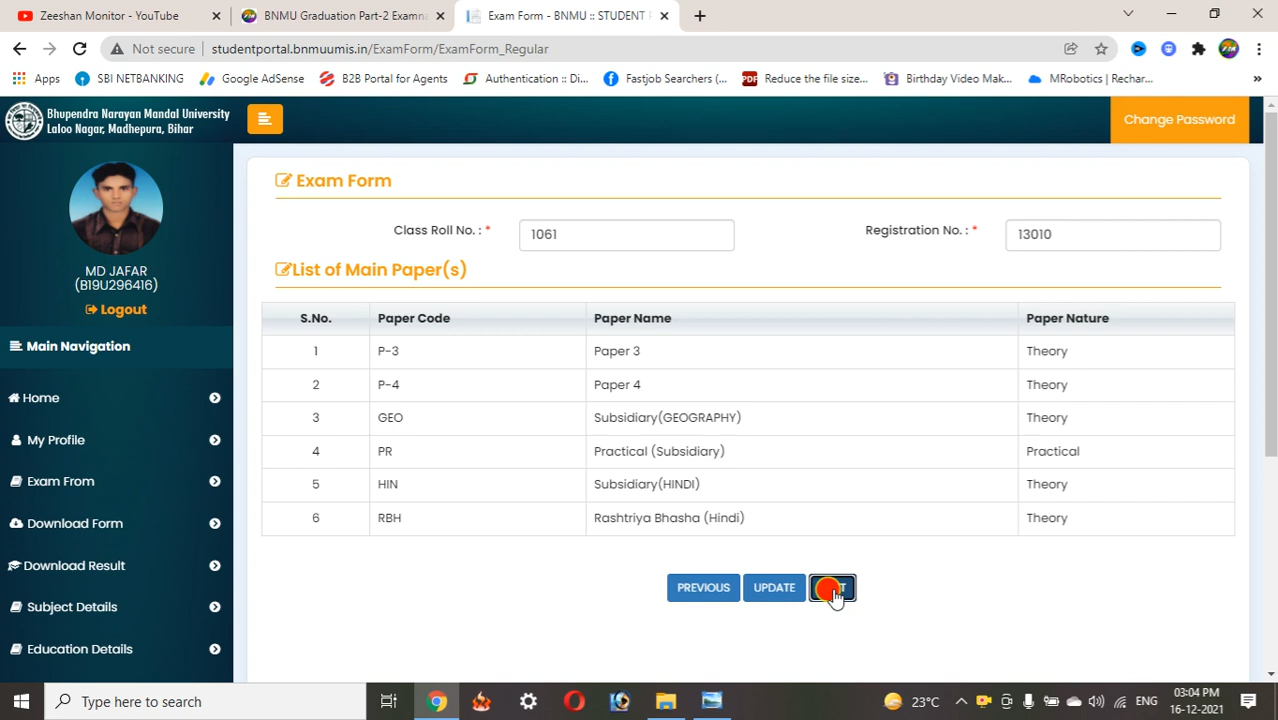 Zeeshan Monitor - YouTube
BNMU Graduation Part-2 Examna
Exam Form - BNMU :: STUDENT
Not secure
studentportal.bnmuumis.in/ExamForm/ExamForm_Regular
Apps
SBI NETBANKING
Google AdSense
B2B Portal for Agents
Authentication :: Di...
Fastjob Searchers (...
PDF
Reduce the file size...
Birthday Video Mak...
MRobotics | Rechar...
Bhupendra Narayan Mandal University
Laloo Nagar, Madhepura, Bihar
Change Password
MD JAFAR
(B19U296416)
Logout
Main Navigation
Home
My Profile
Exam From
Download Form
Download Result
Subject Details
Education Details
Exam Form
Class Roll No. : * 1061
Registration No. : * 13010
List of Main Paper(s)
S.No. Paper Code Paper Name Paper Nature
1 P-3 Paper 3 Theory
2 P-4 Paper 4 Theory
3 GEO Subsidiary(GEOGRAPHY) Theory
4 PR Practical (Subsidiary) Practical
5 HIN Subsidiary(HINDI) Theory
6 RBH Rashtriya Bhasha (Hindi) Theory
PREVIOUS UPDATE
Type here to search
23°C
ENG
03:04 PM
16-12-2021